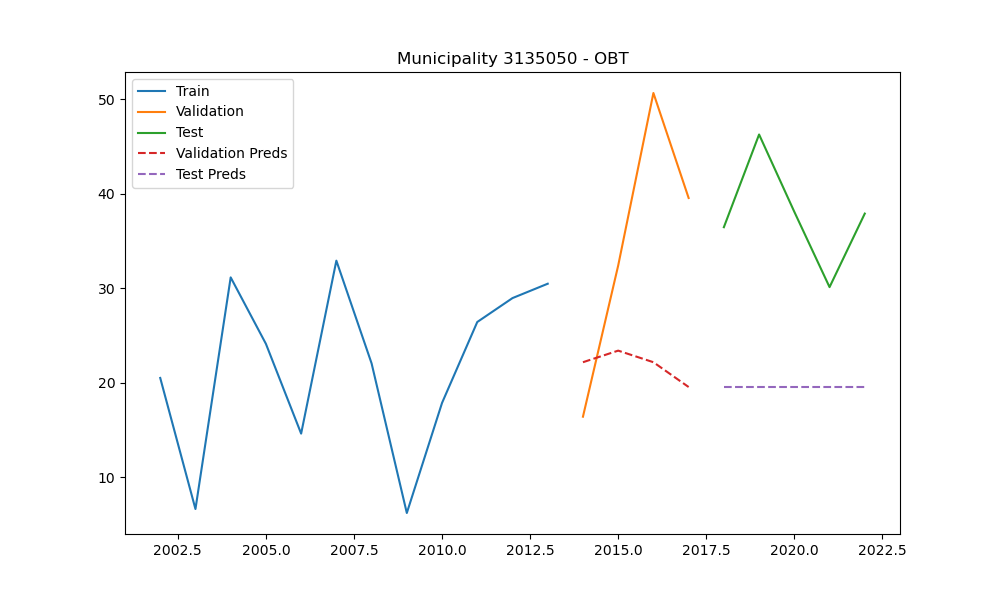 Municipality 3135050 - OBT
Train
Validation
Test
Validation Preds
Test Preds
50
40
30
20
10
2002.5 2005.0 2007.5 2010.0 2012.5 2015.0 2017.5 2020.0 2022.5